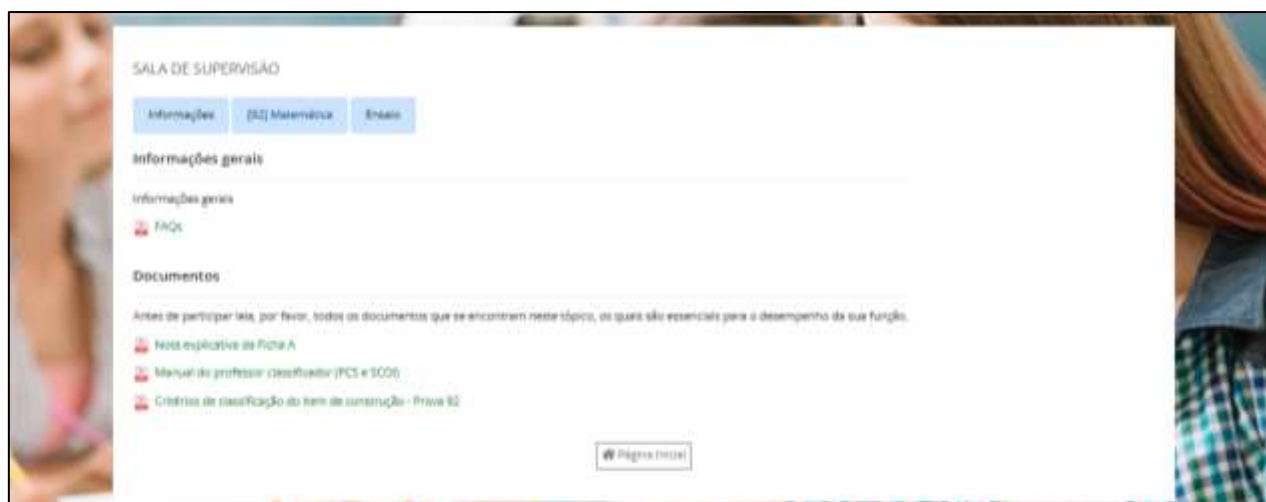 SALA DE SUPERVISÃO
Informações [92] Matemática Ensaio
Informações gerais
Informações gerais
FAQs
Documentos
Antes de participar leia, por favor, todos os documentos que se encontram neste tópico, os quais são essenciais para o desempenho da sua função.
Nota explicativa da Ficha A
Manual do professor classificador (PCS e SCOI)
Critérios de classificação do item de construção - Prova 92
Página Inicial